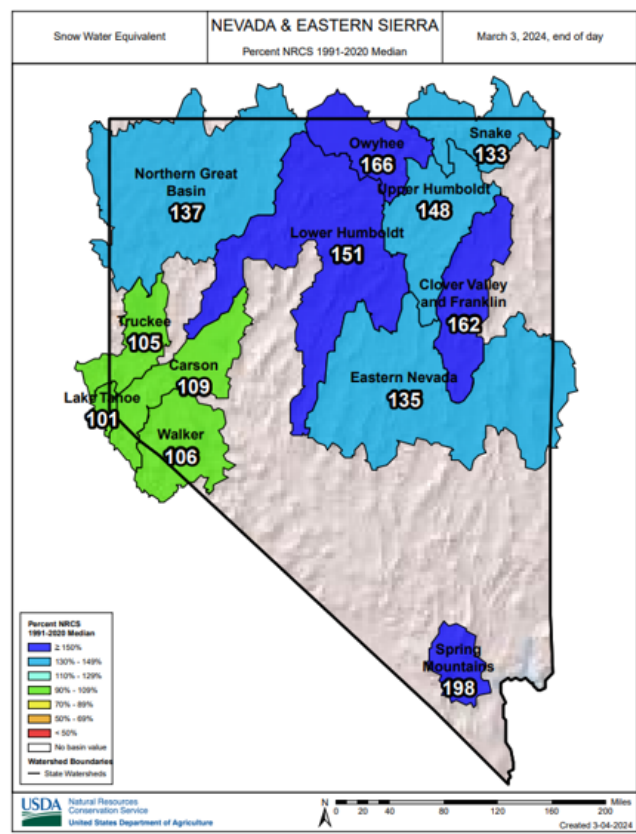 Snow Water Equivalent
NEVADA & EASTERN SIERRA
Percent NRCS 1991-2020 Median
March 3, 2024, end of day
Snake
133
Owyhee
166
Northern Great
Basin
137
Upper Humboldt
148
Lower Humboldt
151
Clover Valley
and Franklin
162
Truckee
105
Carson
109
Eastern Nevada
135
Lake Tahoe
101
Walker
106
Spring
Mountains
198
Percent NRCS
1991-2020 Median
≥ 150%
130% - 149%
110% - 129%
90% - 109%
70% - 89%
50% - 69%
< 50%
No basin value
Watershed Boundaries
State Watersheds
USDA
Natural Resources
Conservation Service
United States Department of Agriculture
N
0 20 40 80 120 160 200 Miles
Created 3-04-2024